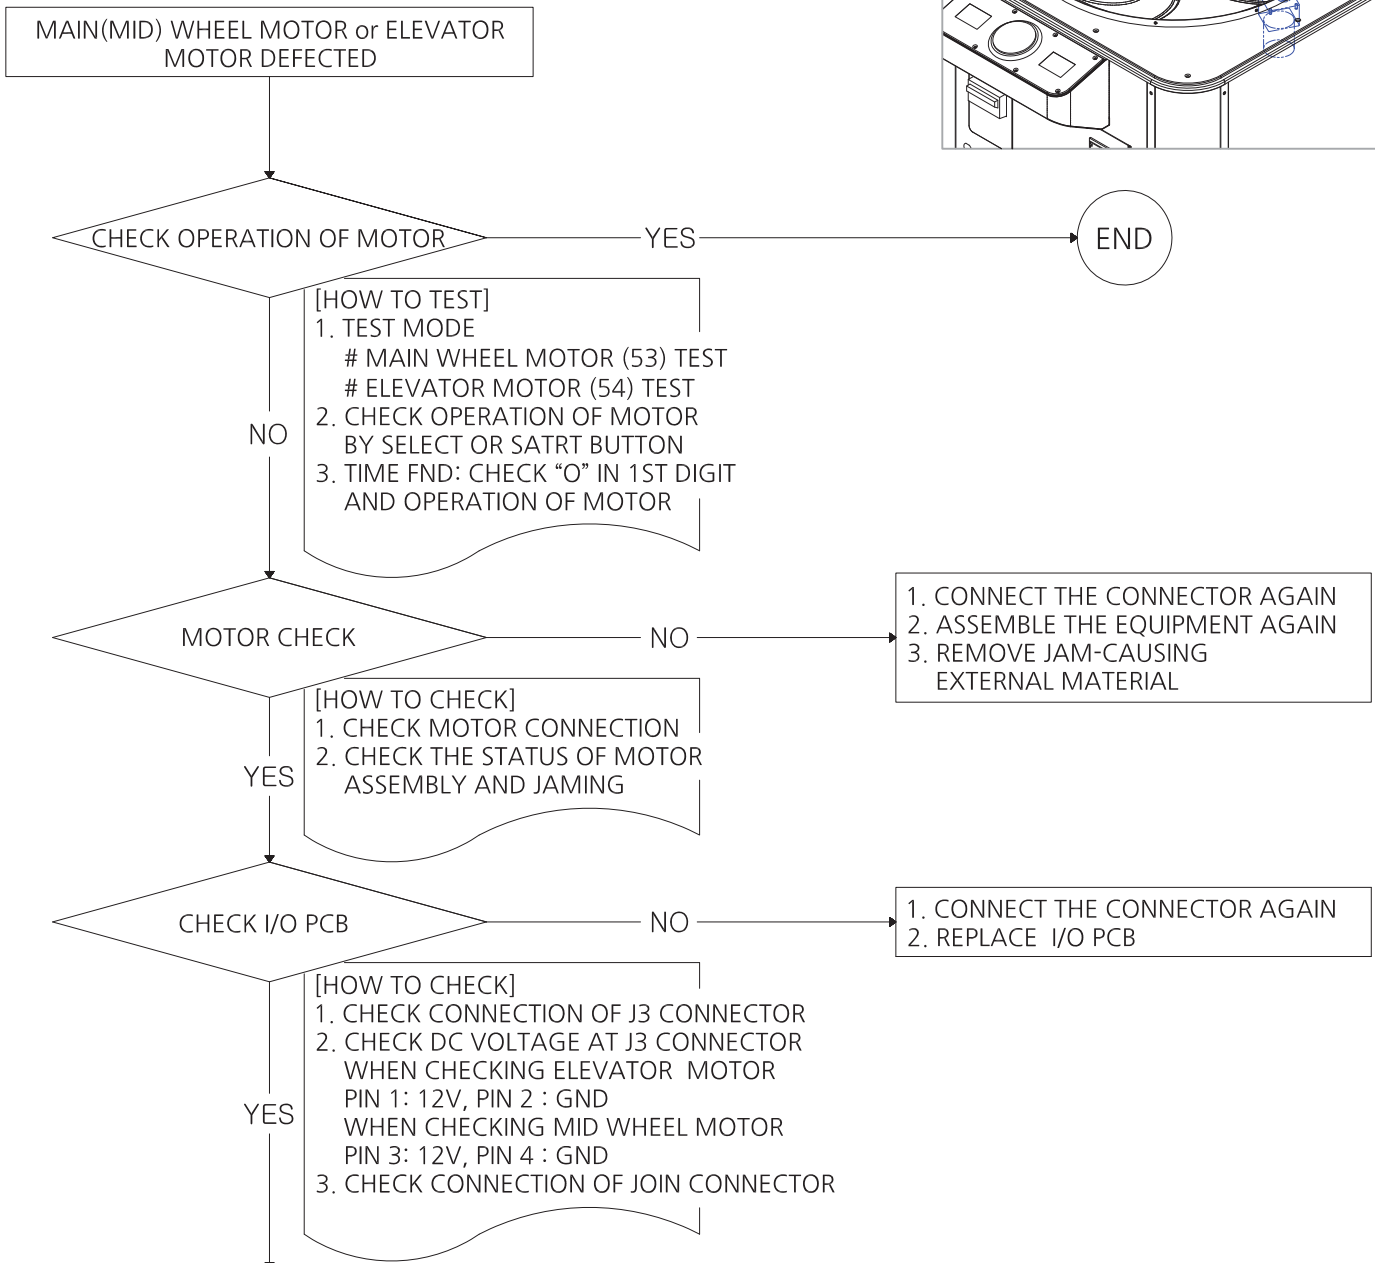 MAIN(MID) WHEEL MOTOR or ELEVATOR
MOTOR DEFECTED
CHECK OPERATION OF MOTOR
YES
END
[HOW TO TEST]
1. TEST MODE
# MAIN WHEEL MOTOR (53) TEST
# ELEVATOR MOTOR (54) TEST
2. CHECK OPERATION OF MOTOR
BY SELECT OR SATRT BUTTON
3. TIME FND: CHECK “O” IN 1ST DIGIT
AND OPERATION OF MOTOR
NO
MOTOR CHECK
NO
1. CONNECT THE CONNECTOR AGAIN
2. ASSEMBLE THE EQUIPMENT AGAIN
3. REMOVE JAM-CAUSING
EXTERNAL MATERIAL
[HOW TO CHECK]
1. CHECK MOTOR CONNECTION
2. CHECK THE STATUS OF MOTOR
ASSEMBLY AND JAMING
YES
CHECK I/O PCB
NO
1. CONNECT THE CONNECTOR AGAIN
2. REPLACE I/O PCB
[HOW TO CHECK]
1. CHECK CONNECTION OF J3 CONNECTOR
2. CHECK DC VOLTAGE AT J3 CONNECTOR
WHEN CHECKING ELEVATOR MOTOR
PIN 1: 12V, PIN 2 : GND
WHEN CHECKING MID WHEEL MOTOR
PIN 3: 12V, PIN 4 : GND
3. CHECK CONNECTION OF JOIN CONNECTOR
YES